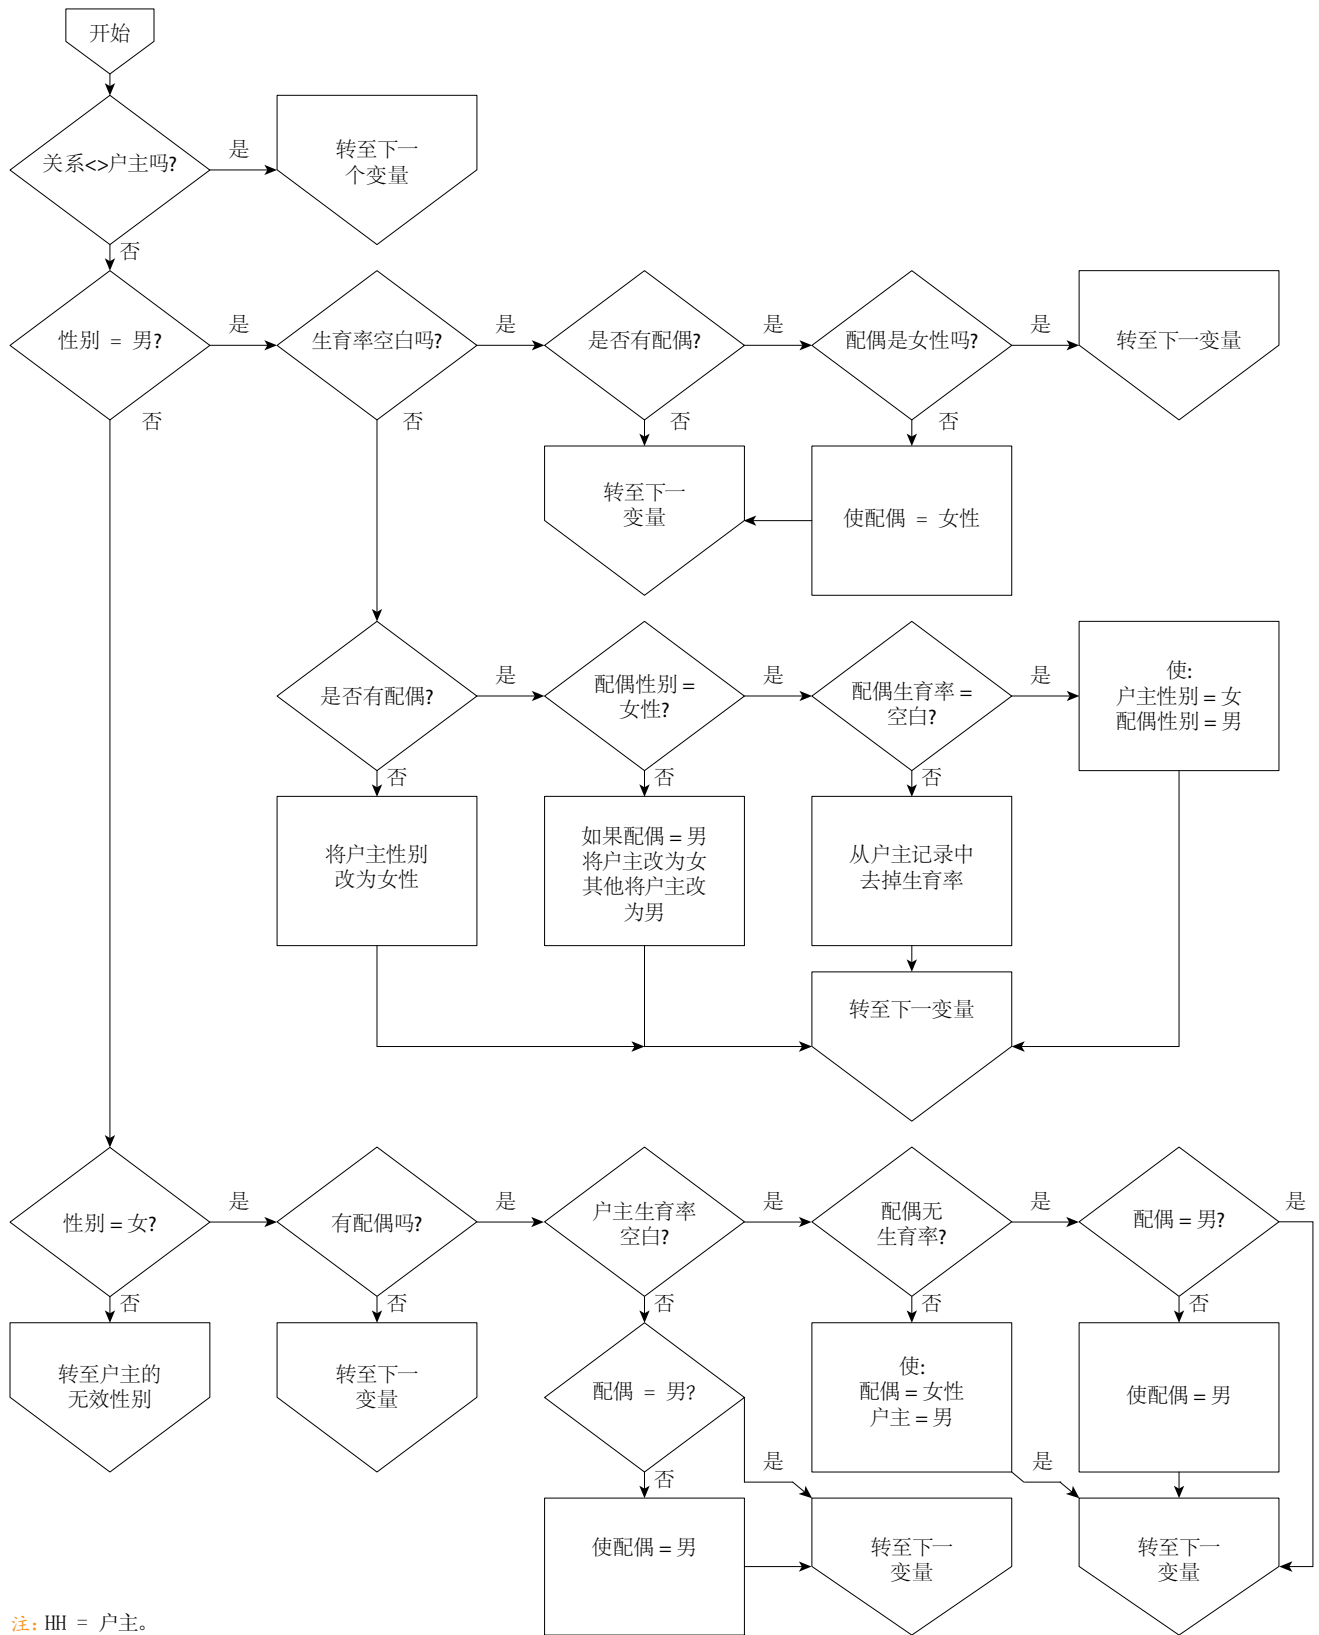 开始
关系<>户主吗?
是
转至下一
个变量
否
性别 = 男?
是
生育率空白吗?
是
是否有配偶?
是
配偶是女性吗?
是
转至下一变量
否
否
否
否
转至下一
变量
使配偶 = 女性
是否有配偶?
是
配偶性别 =
女性?
是
配偶生育率 =
空白?
是
使:
户主性别 = 女
配偶性别 = 男
否
否
否
将户主性别
改为女性
如果配偶 = 男
将户主改为女
其他将户主改
为男
从户主记录中
去掉生育率
转至下一变量
性别 = 女?
是
有配偶吗?
是
户主生育率
空白?
是
配偶无
生育率?
是
配偶 = 男?
是
否
否
否
否
否
转至户主的
无效性别
转至下一
变量
配偶 = 男?
使:
配偶 = 女性
户主 = 男
使配偶 = 男
是
是
否
使配偶 = 男
转至下一
变量
转至下一
变量
注: HH = 户主。